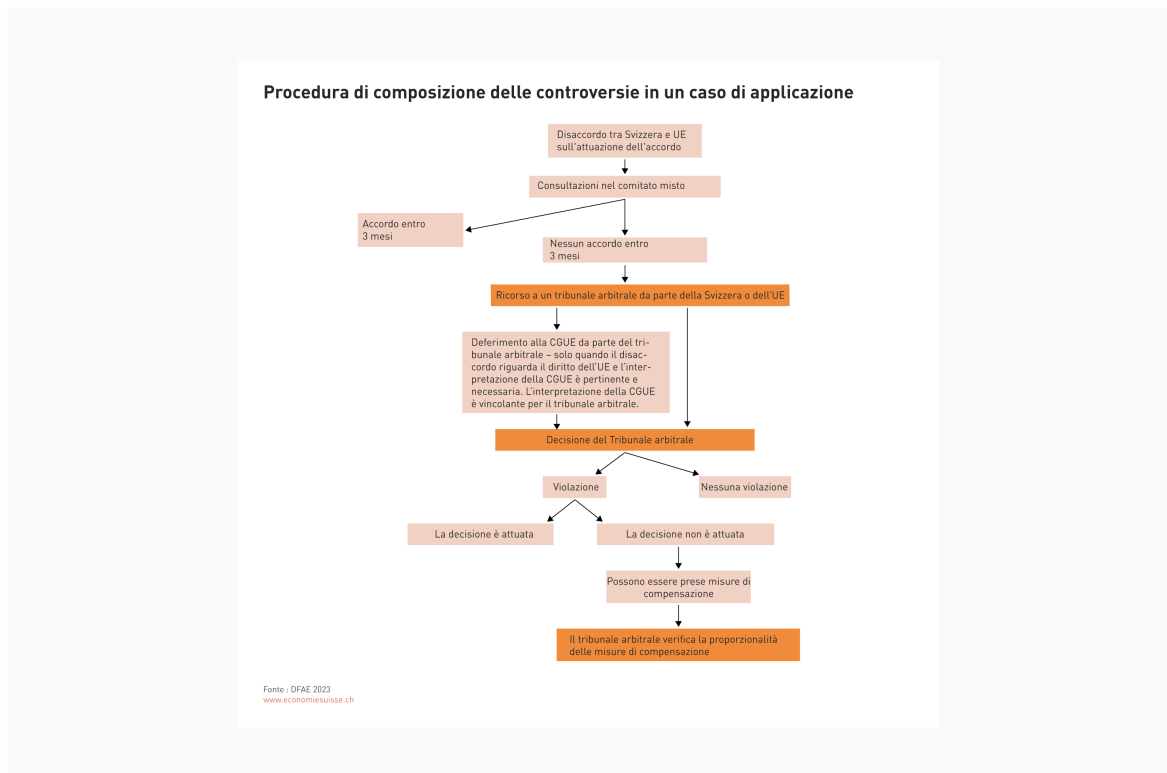 Procedura di composizione delle controversie in un caso di applicazione
Disaccordo tra Svizzera e UE
sull'attuazione dell'accordo
Consultazioni nel comitato misto
Accordo entro
3 mesi
Nessun accordo entro
3 mesi
Ricorso a un tribunale arbitrale da parte della Svizzera o dell'UE
Deferimento alla CGUE da parte del tri-
bunale arbitrale – solo quando il disac-
cordo riguarda il diritto dell'UE e l'inter-
pretazione della CGUE è pertinente e
necessaria. L'interpretazione della CGUE
è vincolante per il tribunale arbitrale.
Decisione del Tribunale arbitrale
Violazione
Nessuna violazione
La decisione è attuata
La decisione non è attuata
Possono essere prese misure di
compensazione
Il tribunale arbitrale verifica la proporzionalità
delle misure di compensazione
Fonte : DFAE 2023
www.economiesuisse.ch